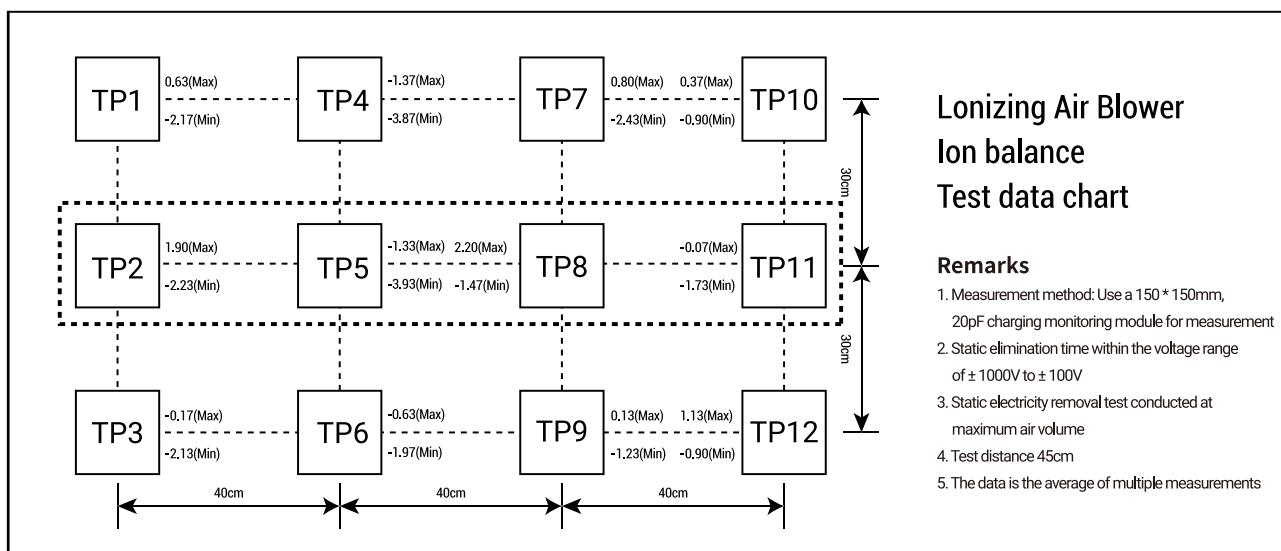 0.63(Max)
-1.37(Max)
0.80(Max)
0.37(Max)
TP1
TP4
TP7
TP10
-2.17(Min)
-3.87(Min)
-2.43(Min)
-0.90(Min)
30cm
1.90(Max)
-1.33(Max)
2.20(Max)
-0.07(Max)
TP2
TP5
TP8
TP11
-2.23(Min)
-3.93(Min)
-1.47(Min)
-1.73(Min)
30cm
-0.17(Max)
-0.63(Max)
0.13(Max)
1.13(Max)
TP3
TP6
TP9
TP12
-2.13(Min)
-1.97(Min)
-1.23(Min)
-0.90(Min)
40cm
40cm
40cm
Lonizing Air Blower
Ion balance
Test data chart
Remarks
1. Measurement method: Use a 150 * 150mm,
20pF charging monitoring module for measurement
2. Static elimination time within the voltage range
of ± 1000V to ± 100V
3. Static electricity removal test conducted at
maximum air volume
4. Test distance 45cm
5. The data is the average of multiple measurements